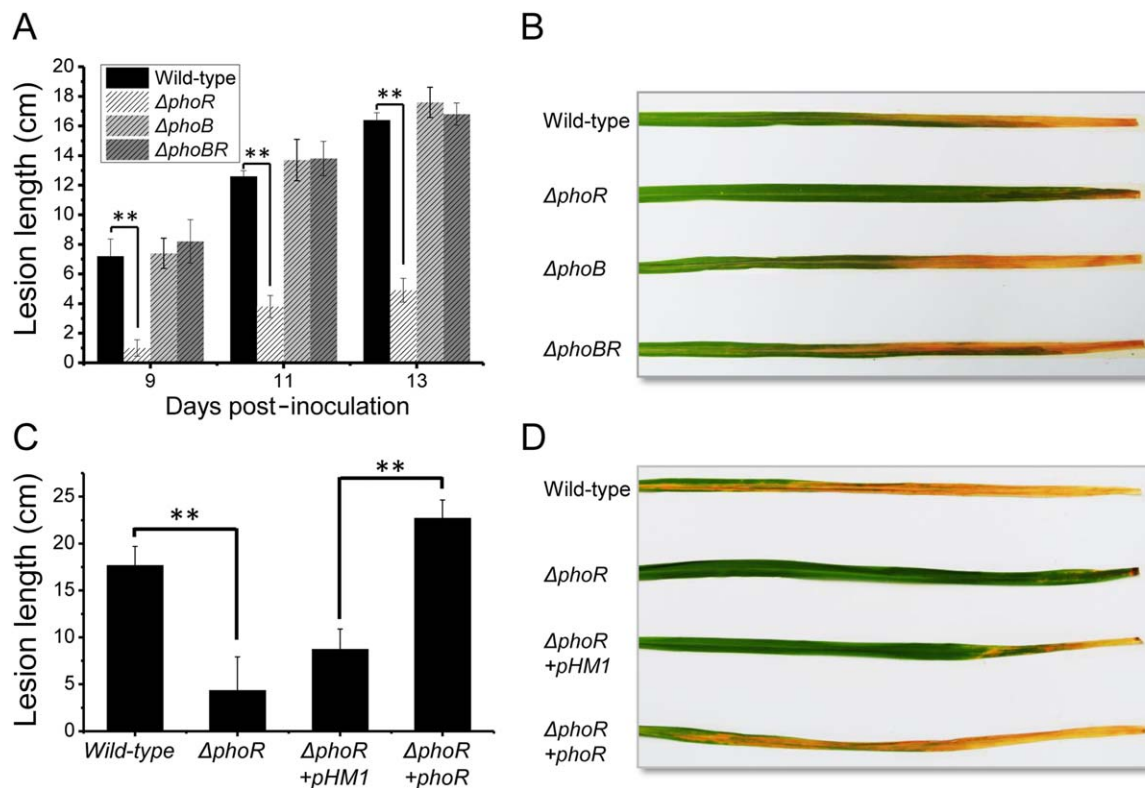 A
Lesion length (cm)
20
18
16
14
12
10
8
6
4
2
0
Wild-type
ΔphoR
ΔphoB
ΔphoBR
**
**
**
9
11
13
Days post-inoculation
B
Wild-type
ΔphoR
ΔphoB
ΔphoBR
C
Lesion length (cm)
25
20
15
10
5
0
**
**
Wild-type
ΔphoR
ΔphoR
+pHM1
ΔphoR
+phoR
D
Wild-type
ΔphoR
ΔphoR
+pHM1
ΔphoR
+phoR